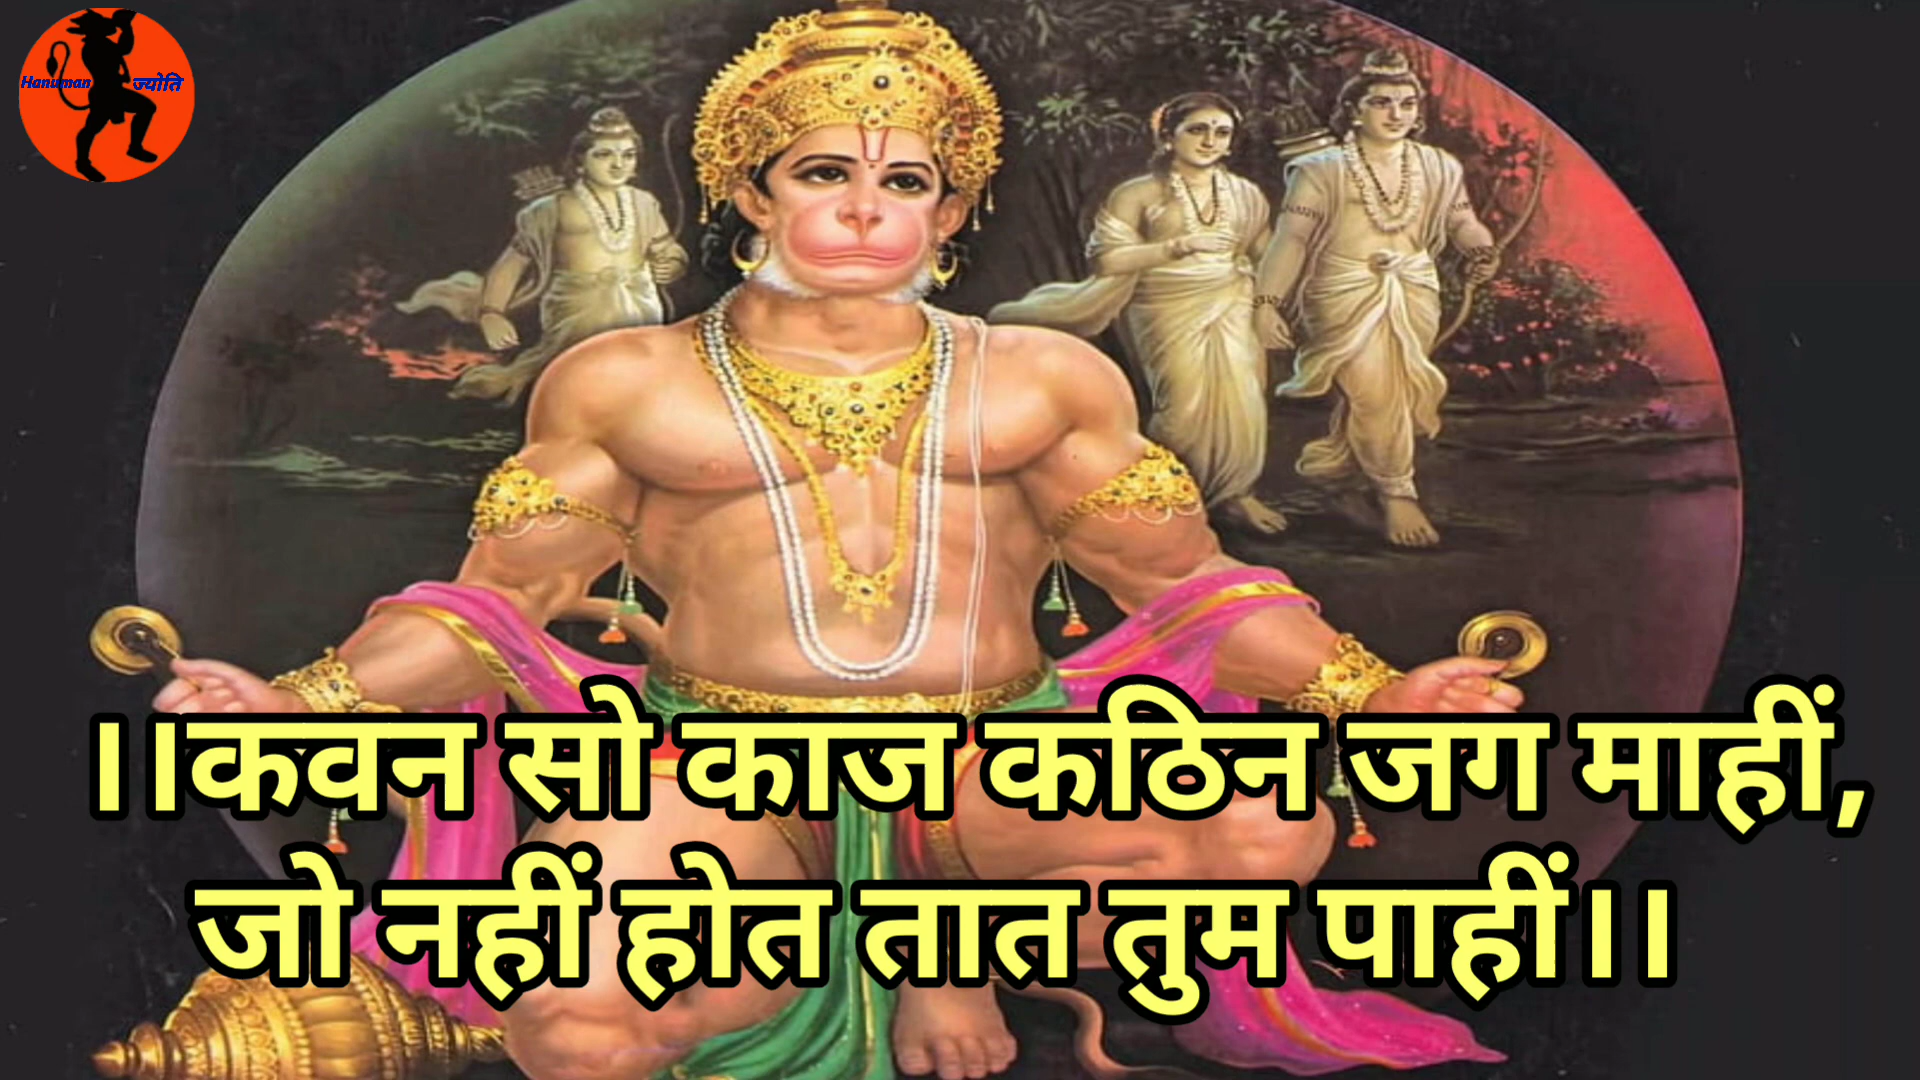 Hanuman ज्योति
।।कवन सो काज कठिन जग माहीं,
जो नहीं होत तात तुम पाहीं।।